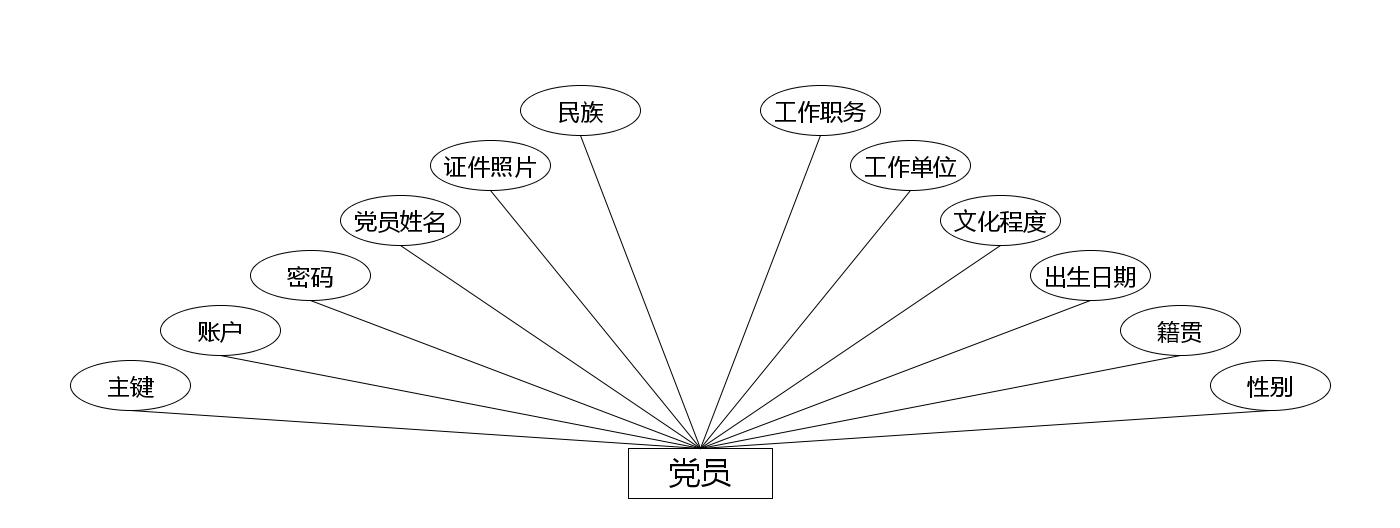 民族
工作职务
证件照片
工作单位
党员姓名
文化程度
密码
出生日期
账户
籍贯
主键
性别
党员